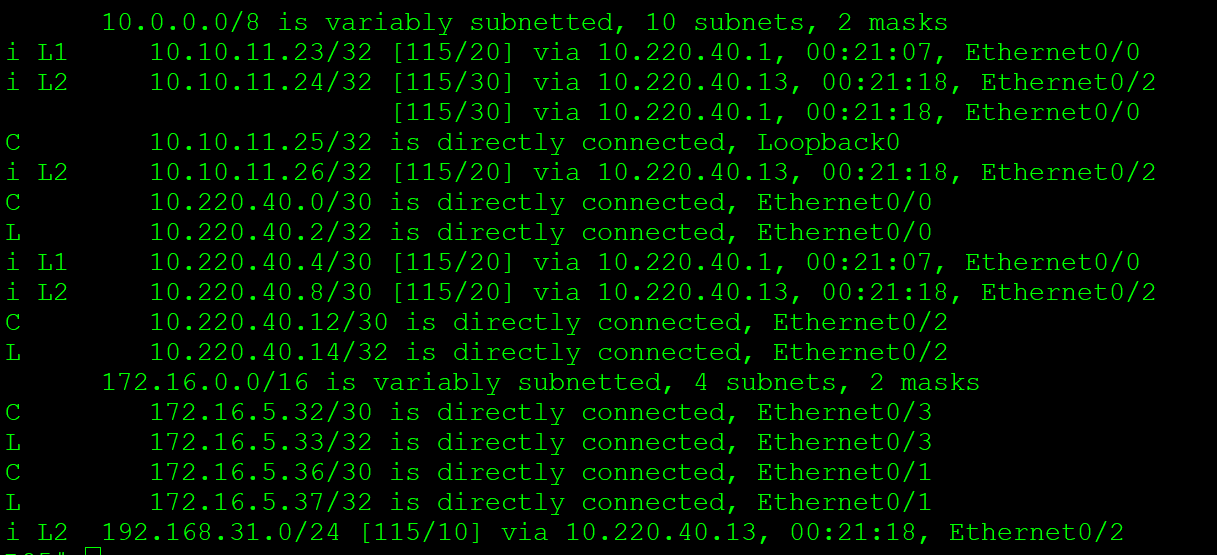 10.0.0.0/8 is variably subnetted, 10 subnets, 2 masks
i L1 10.10.11.23/32 [115/20] via 10.220.40.1, 00:21:07, Ethernet0/0
i L2 10.10.11.24/32 [115/30] via 10.220.40.13, 00:21:18, Ethernet0/2
[115/30] via 10.220.40.1, 00:21:18, Ethernet0/0
C 10.10.11.25/32 is directly connected, Loopback0
i L2 10.10.11.26/32 [115/20] via 10.220.40.13, 00:21:18, Ethernet0/2
C 10.220.40.0/30 is directly connected, Ethernet0/0
L 10.220.40.2/32 is directly connected, Ethernet0/0
i L1 10.220.40.4/30 [115/20] via 10.220.40.1, 00:21:07, Ethernet0/0
i L2 10.220.40.8/30 [115/20] via 10.220.40.13, 00:21:18, Ethernet0/2
C 10.220.40.12/30 is directly connected, Ethernet0/2
L 10.220.40.14/32 is directly connected, Ethernet0/2
172.16.0.0/16 is variably subnetted, 4 subnets, 2 masks
C 172.16.5.32/30 is directly connected, Ethernet0/3
L 172.16.5.33/32 is directly connected, Ethernet0/3
C 172.16.5.36/30 is directly connected, Ethernet0/1
L 172.16.5.37/32 is directly connected, Ethernet0/1
i L2 192.168.31.0/24 [115/10] via 10.220.40.13, 00:21:18, Ethernet0/2